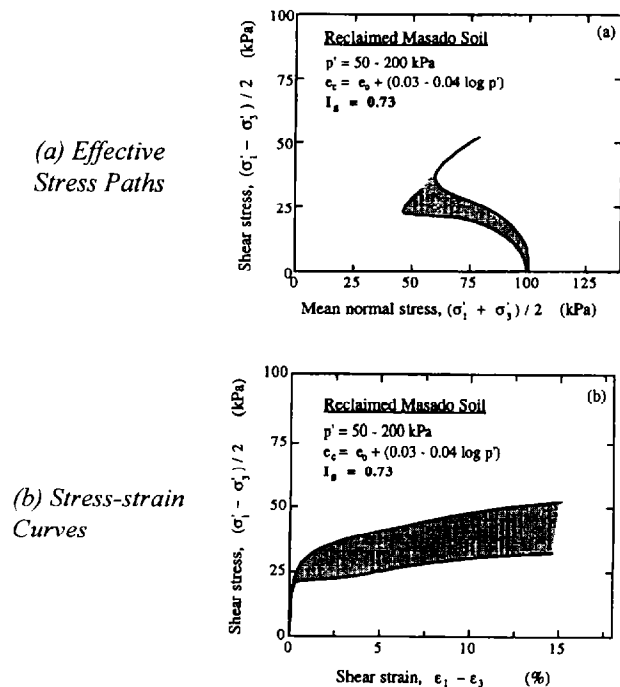 (a)
Reclaimed Masado Soil
p' = 50 - 200 kPa
e_c = e_o + (0.03 - 0.04 log p')
I_s = 0.73
100
75
50
25
0
Shear stress, (σ'_1 - σ'_3) / 2 (kPa)
0 25 50 75 100 125
Mean normal stress, (σ'_1 + σ'_3) / 2 (kPa)
(a) Effective
Stress Paths
(b)
Reclaimed Masado Soil
p' = 50 - 200 kPa
e_c = e_o + (0.03 - 0.04 log p')
I_s = 0.73
100
75
50
25
0
Shear stress, (σ'_1 - σ'_3) / 2 (kPa)
0 5 10 15
Shear strain, ε_1 - ε_3 (%)
(b) Stress-strain
Curves